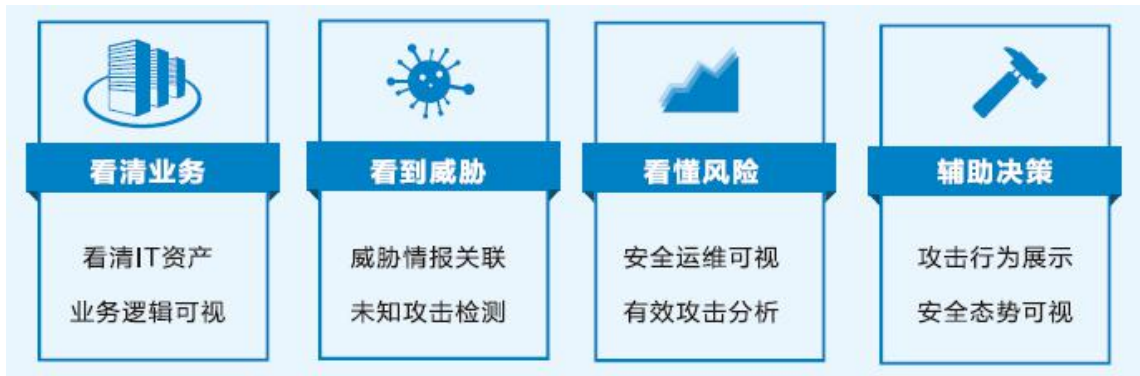 看清业务
看清IT资产
业务逻辑可视
看到威胁
威胁情报关联
未知攻击检测
看懂风险
安全运维可视
有效攻击分析
辅助决策
攻击行为展示
安全态势可视